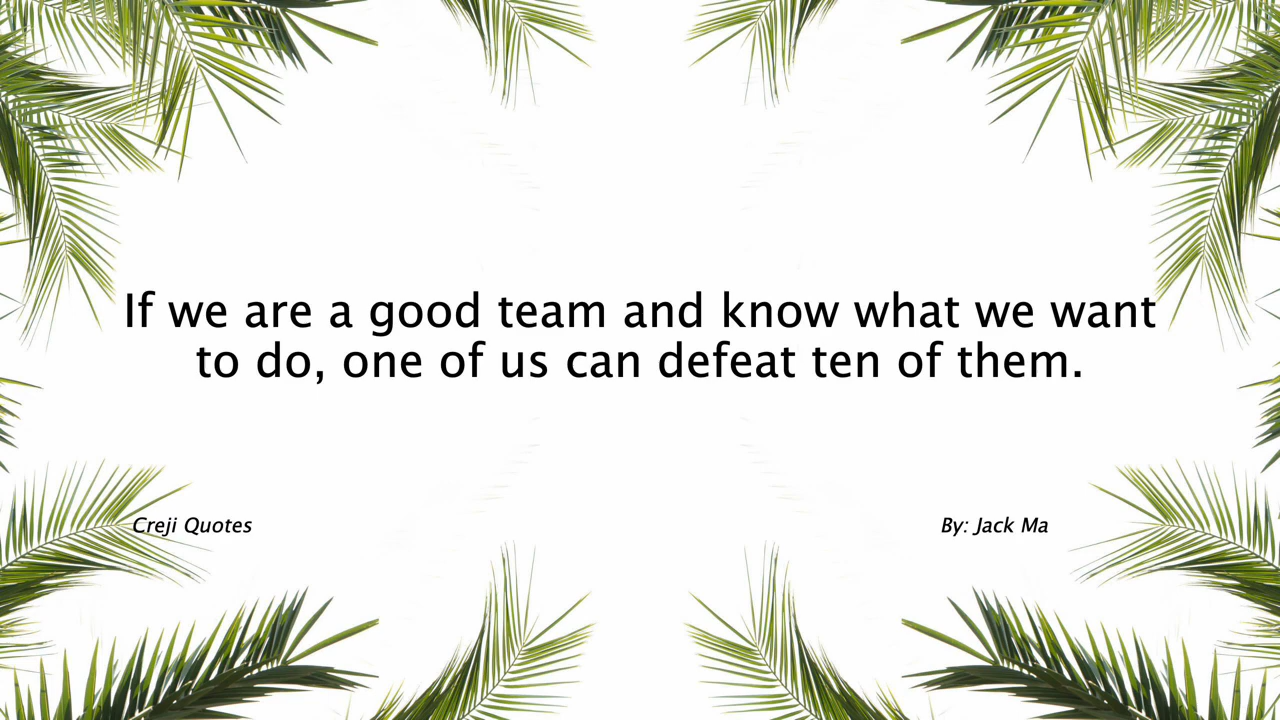 If we are a good team and know what we want
to do, one of us can defeat ten of them.
Creji Quotes
By: Jack Ma